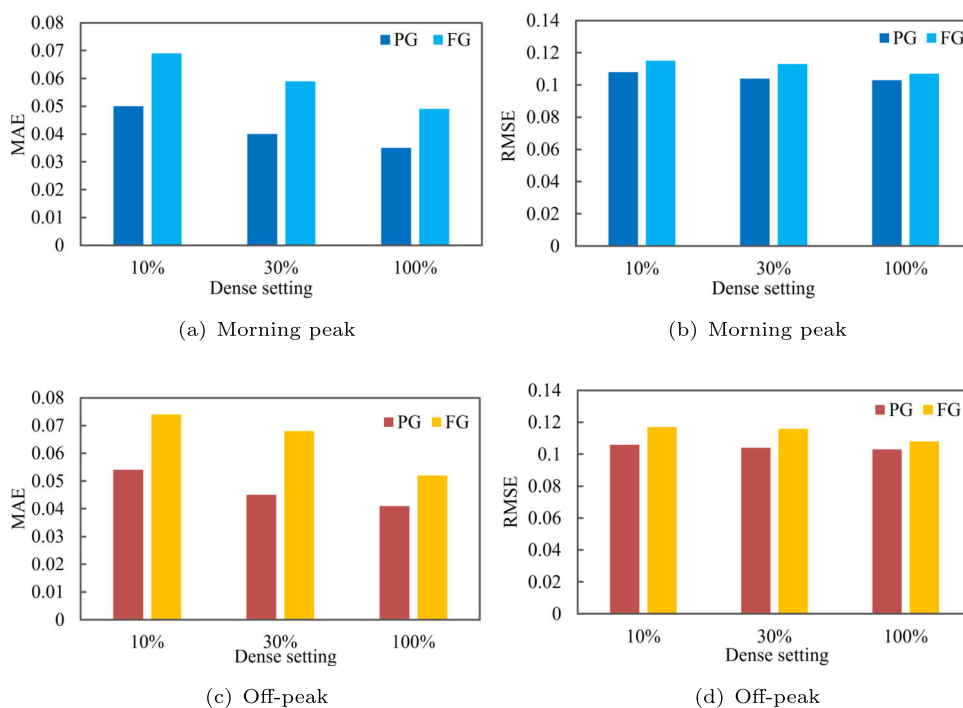 0.08
0.07
0.06
0.05
0.04
0.03
0.02
0.01
0
MAE
PG FG
10% 30% 100%
Dense setting
(a) Morning peak
0.14
0.12
0.1
0.08
0.06
0.04
0.02
0
RMSE
PG FG
10% 30% 100%
Dense setting
(b) Morning peak
0.08
0.07
0.06
0.05
0.04
0.03
0.02
0.01
0
MAE
PG FG
10% 30% 100%
Dense setting
(c) Off-peak
0.14
0.12
0.1
0.08
0.06
0.04
0.02
0
RMSE
PG FG
10% 30% 100%
Dense setting
(d) Off-peak